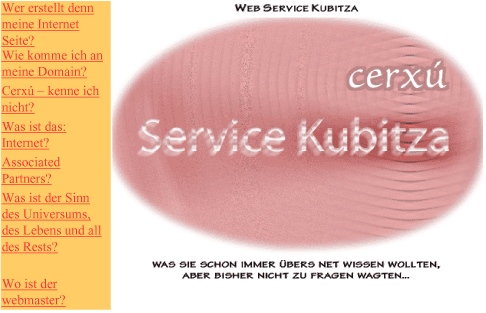 Wer erstellt denn
meine Internet
Seite?
Wie komme ich an
meine Domain?
Cerxú – kenne ich
nicht?
Was ist das:
Internet?
Associated
Partners?
Was ist der Sinn
des Universums,
des Lebens und all
des Rests?
Wo ist der
webmaster?
WEB SERVICE KUBITZA
cerxú
Service Kubitza
WAS SIE SCHON IMMER ÜBERS NET WISSEN WOLLTEN,
ABER BISHER NICHT ZU FRAGEN WAGTEN...